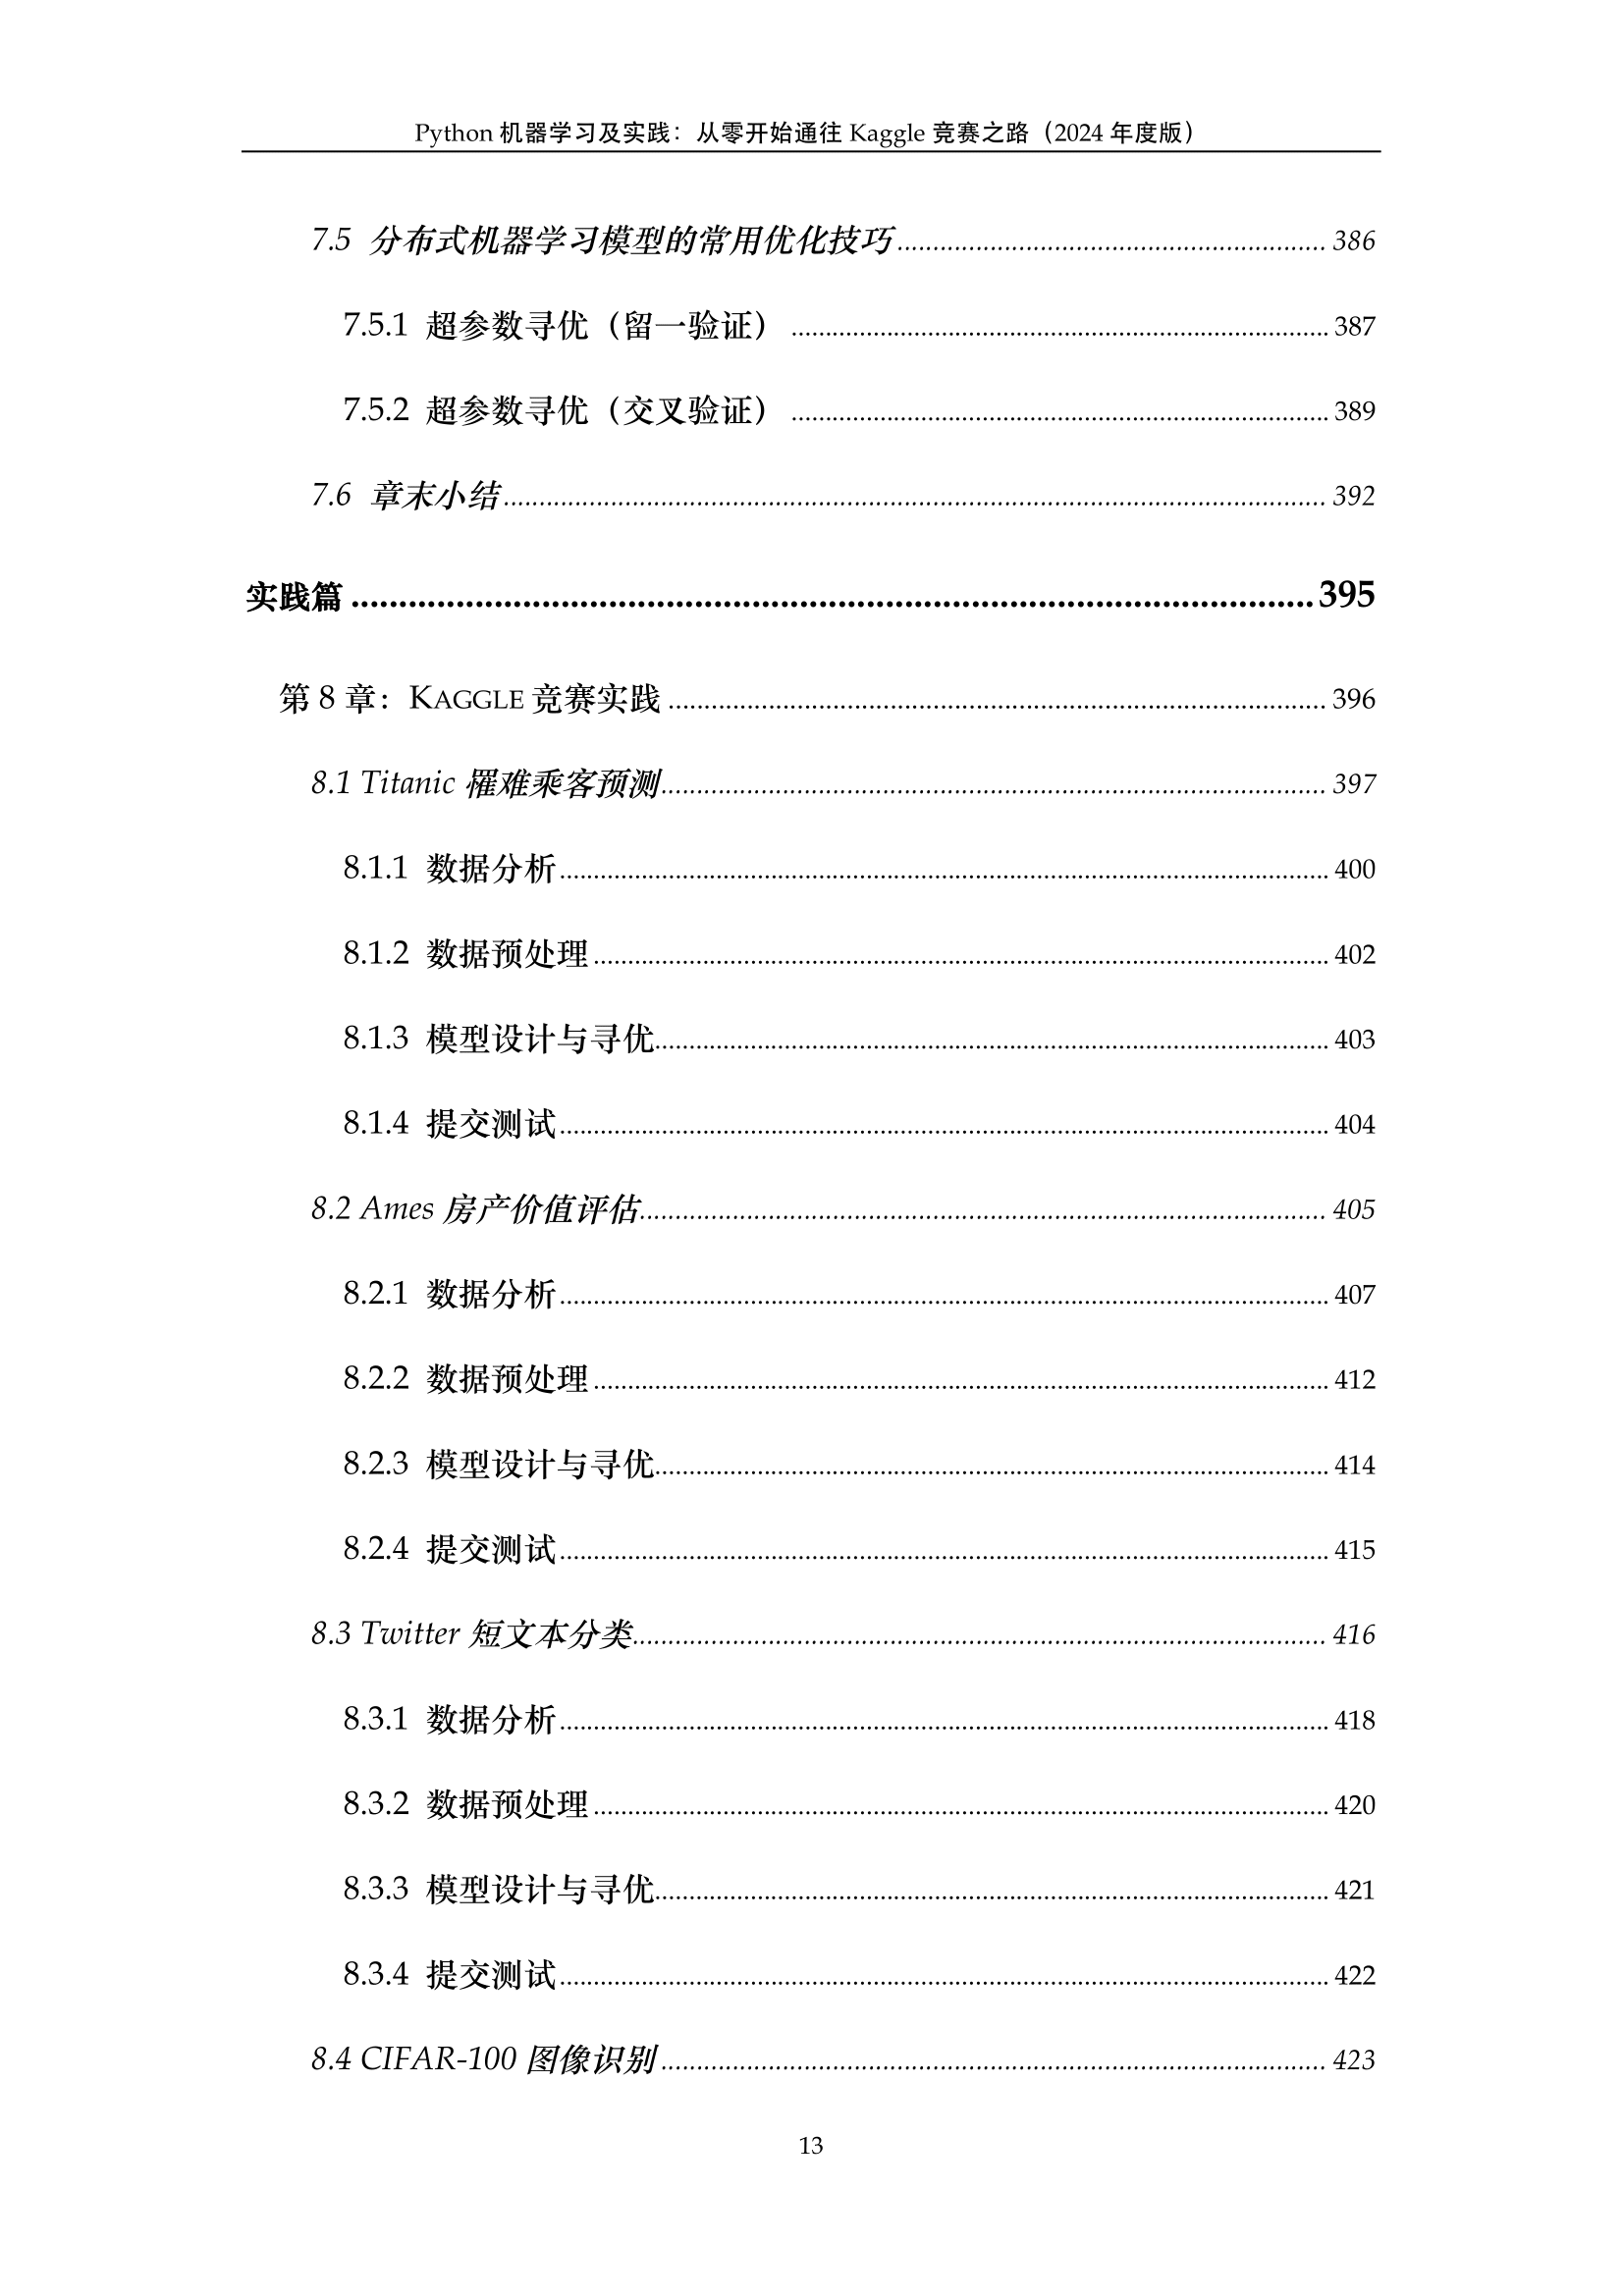 Python 机器学习及实践：从零开始通往 Kaggle 竞赛之路（2024 年度版）
7.5 分布式机器学习模型的常用优化技巧 386
7.5.1 超参数寻优（留一验证） 387
7.5.2 超参数寻优（交叉验证） 389
7.6 章末小结 392
实践篇 395
第 8 章：KAGGLE 竞赛实践 396
8.1 Titanic 罹难乘客预测 397
8.1.1 数据分析 400
8.1.2 数据预处理 402
8.1.3 模型设计与寻优 403
8.1.4 提交测试 404
8.2 Ames 房产价值评估 405
8.2.1 数据分析 407
8.2.2 数据预处理 412
8.2.3 模型设计与寻优 414
8.2.4 提交测试 415
8.3 Twitter 短文本分类 416
8.3.1 数据分析 418
8.3.2 数据预处理 420
8.3.3 模型设计与寻优 421
8.3.4 提交测试 422
8.4 CIFAR-100 图像识别 423
13